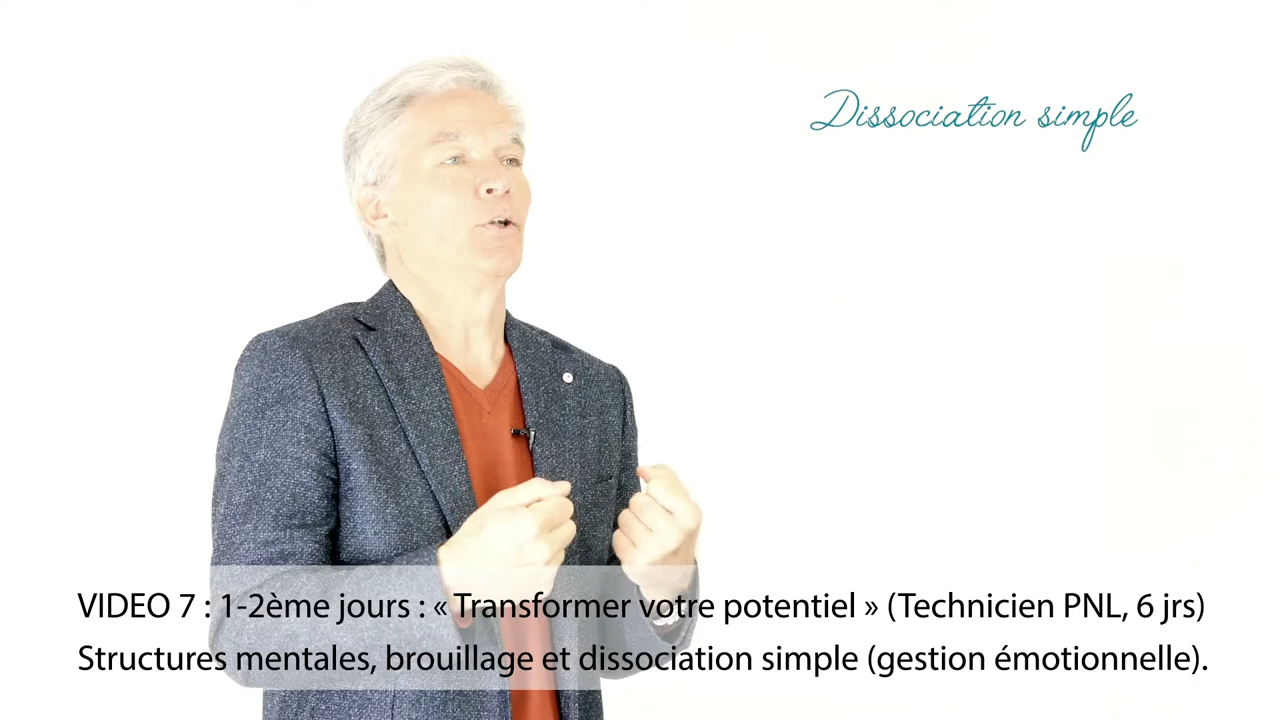 Dissociation simple
VIDEO 7 : 1-2ème jours : « Transformer votre potentiel » (Technicien PNL, 6 jrs)
Structures mentales, brouillage et dissociation simple (gestion émotionnelle).